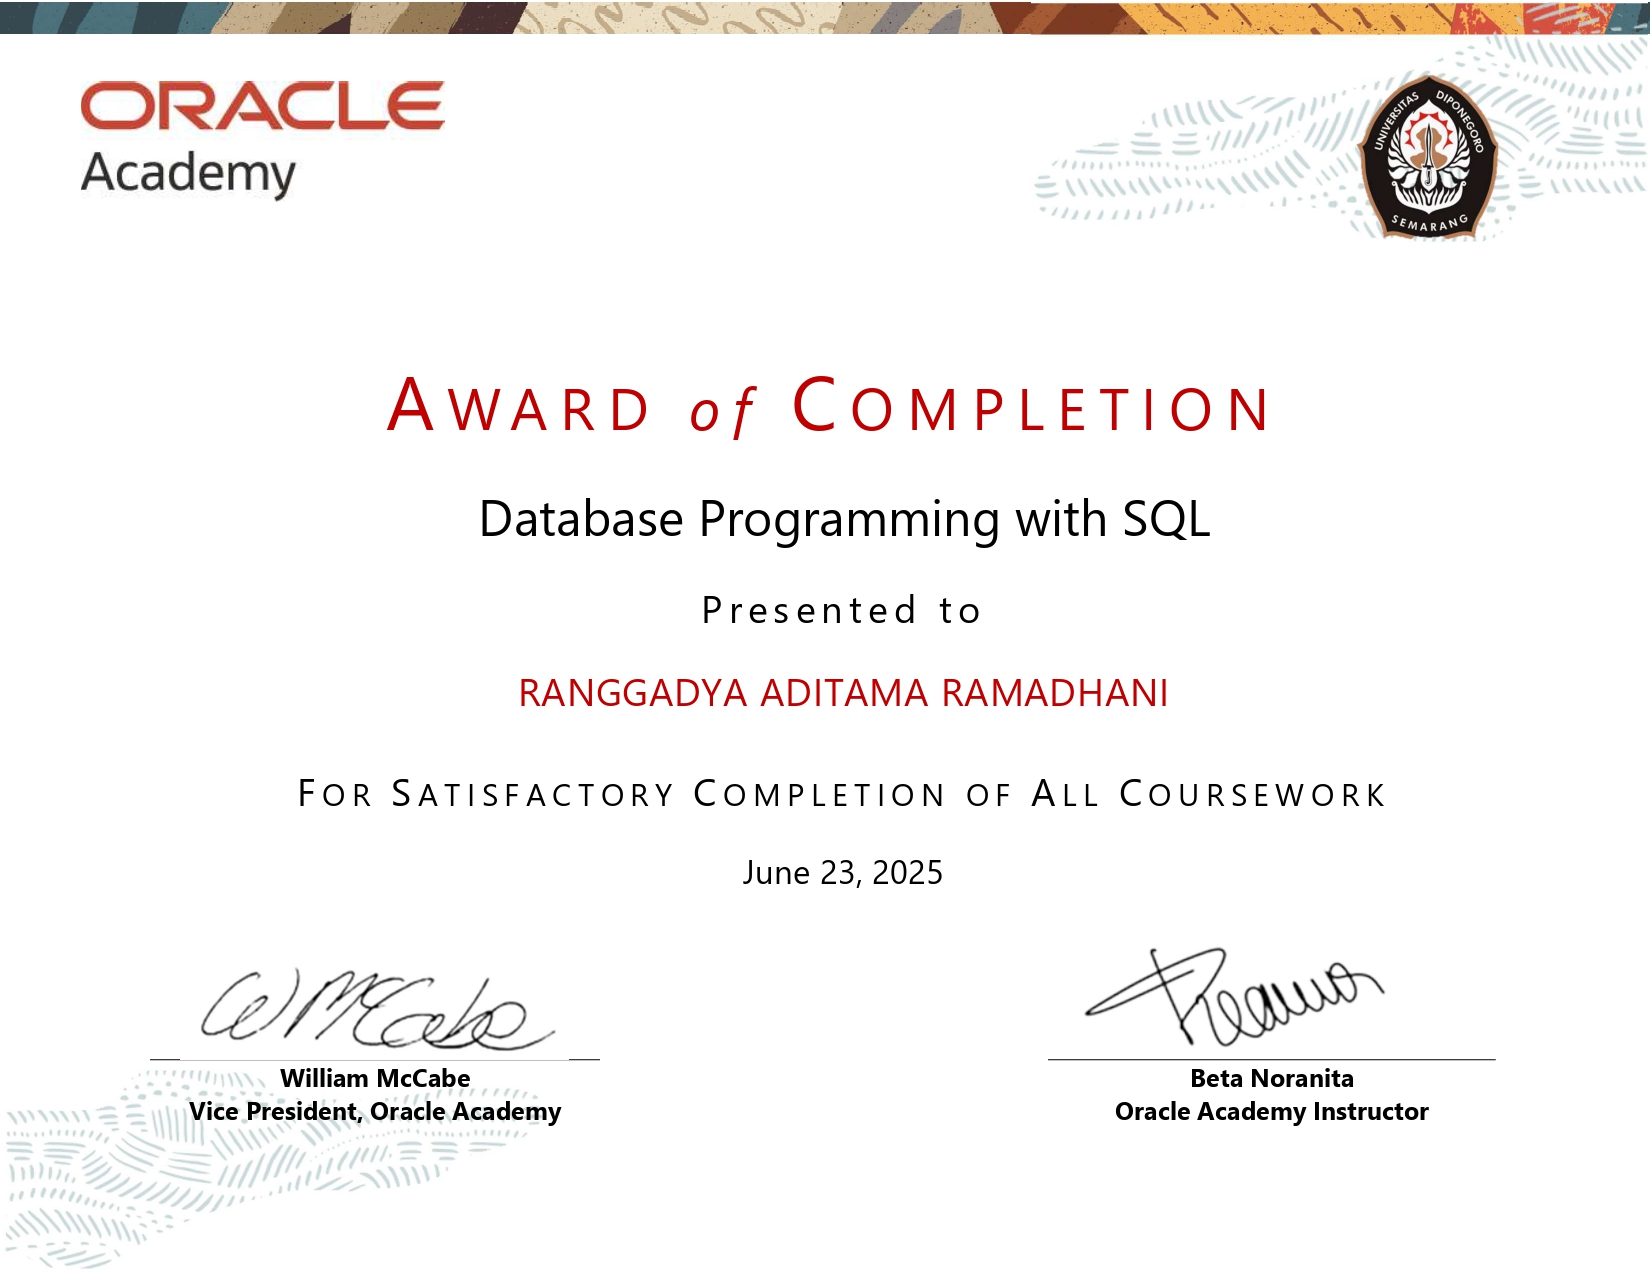 ORACLE
Academy
UNIVERSITAS DIPONEGORO
SEMARANG
AWARD of COMPLETION
Database Programming with SQL
Presented to
RANGGADYA ADITAMA RAMADHANI
FOR SATISFACTORY COMPLETION OF ALL COURSEWORK
June 23, 2025
W McCabe
William McCabe
Vice President, Oracle Academy
Beta Noranita
Oracle Academy Instructor